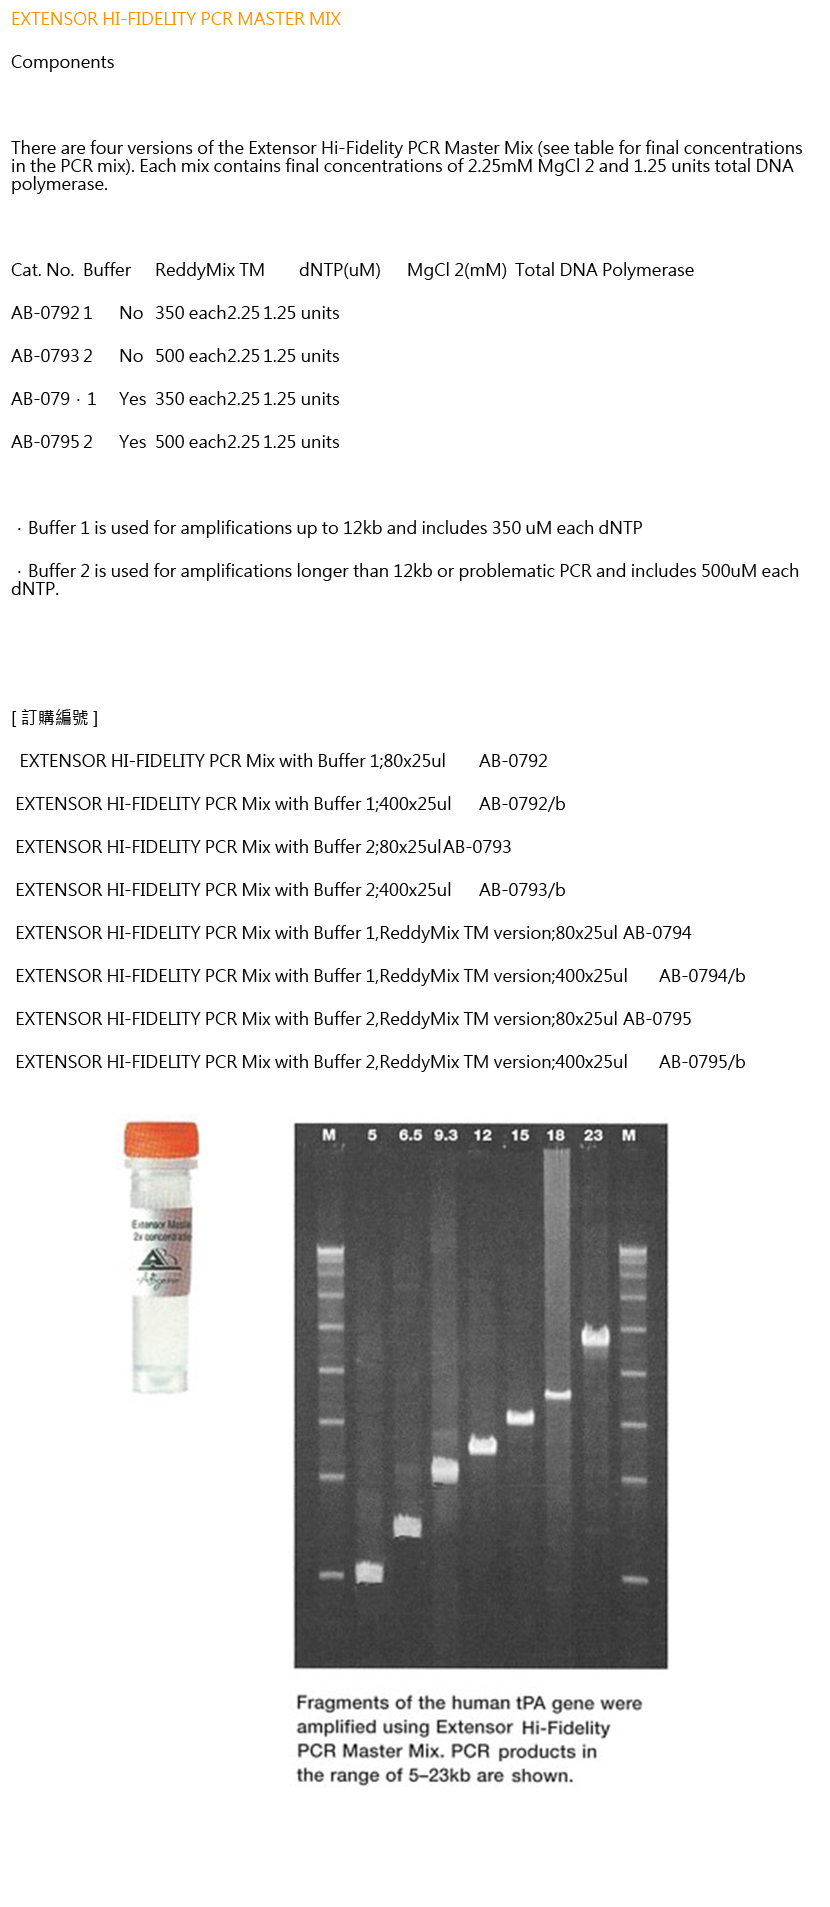 EXTENSOR HI-FIDELITY PCR MASTER MIX
Components
There are four versions of the Extensor Hi-Fidelity PCR Master Mix (see table for final concentrations
in the PCR mix). Each mix contains final concentrations of 2.25mM MgCl 2 and 1.25 units total DNA
polymerase.
Cat. No. Buffer ReddyMix TM dNTP(uM) MgCl 2(mM) Total DNA Polymerase
AB-0792 1 No 350 each2.25 1.25 units
AB-0793 2 No 500 each2.25 1.25 units
AB-079 · 1 Yes 350 each2.25 1.25 units
AB-0795 2 Yes 500 each2.25 1.25 units
· Buffer 1 is used for amplifications up to 12kb and includes 350 uM each dNTP
· Buffer 2 is used for amplifications longer than 12kb or problematic PCR and includes 500uM each
dNTP.
[ 訂購編號 ]
EXTENSOR HI-FIDELITY PCR Mix with Buffer 1;80x25ul AB-0792
EXTENSOR HI-FIDELITY PCR Mix with Buffer 1;400x25ul AB-0792/b
EXTENSOR HI-FIDELITY PCR Mix with Buffer 2;80x25ul AB-0793
EXTENSOR HI-FIDELITY PCR Mix with Buffer 2;400x25ul AB-0793/b
EXTENSOR HI-FIDELITY PCR Mix with Buffer 1,ReddyMix TM version;80x25ul AB-0794
EXTENSOR HI-FIDELITY PCR Mix with Buffer 1,ReddyMix TM version;400x25ul AB-0794/b
EXTENSOR HI-FIDELITY PCR Mix with Buffer 2,ReddyMix TM version;80x25ul AB-0795
EXTENSOR HI-FIDELITY PCR Mix with Buffer 2,ReddyMix TM version;400x25ul AB-0795/b
M 5 6.5 9.3 12 15 18 23 M
Extensor
2x
Abgene
Fragments of the human tPA gene were
amplified using Extensor Hi-Fidelity
PCR Master Mix. PCR products in
the range of 5–23kb are shown.